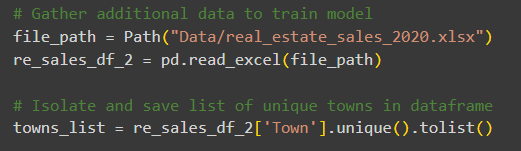 # Gather additional data to train model
file_path = Path("Data/real_estate_sales_2020.xlsx")
re_sales_df_2 = pd.read_excel(file_path)
# Isolate and save list of unique towns in dataframe
towns_list = re_sales_df_2['Town'].unique().tolist()